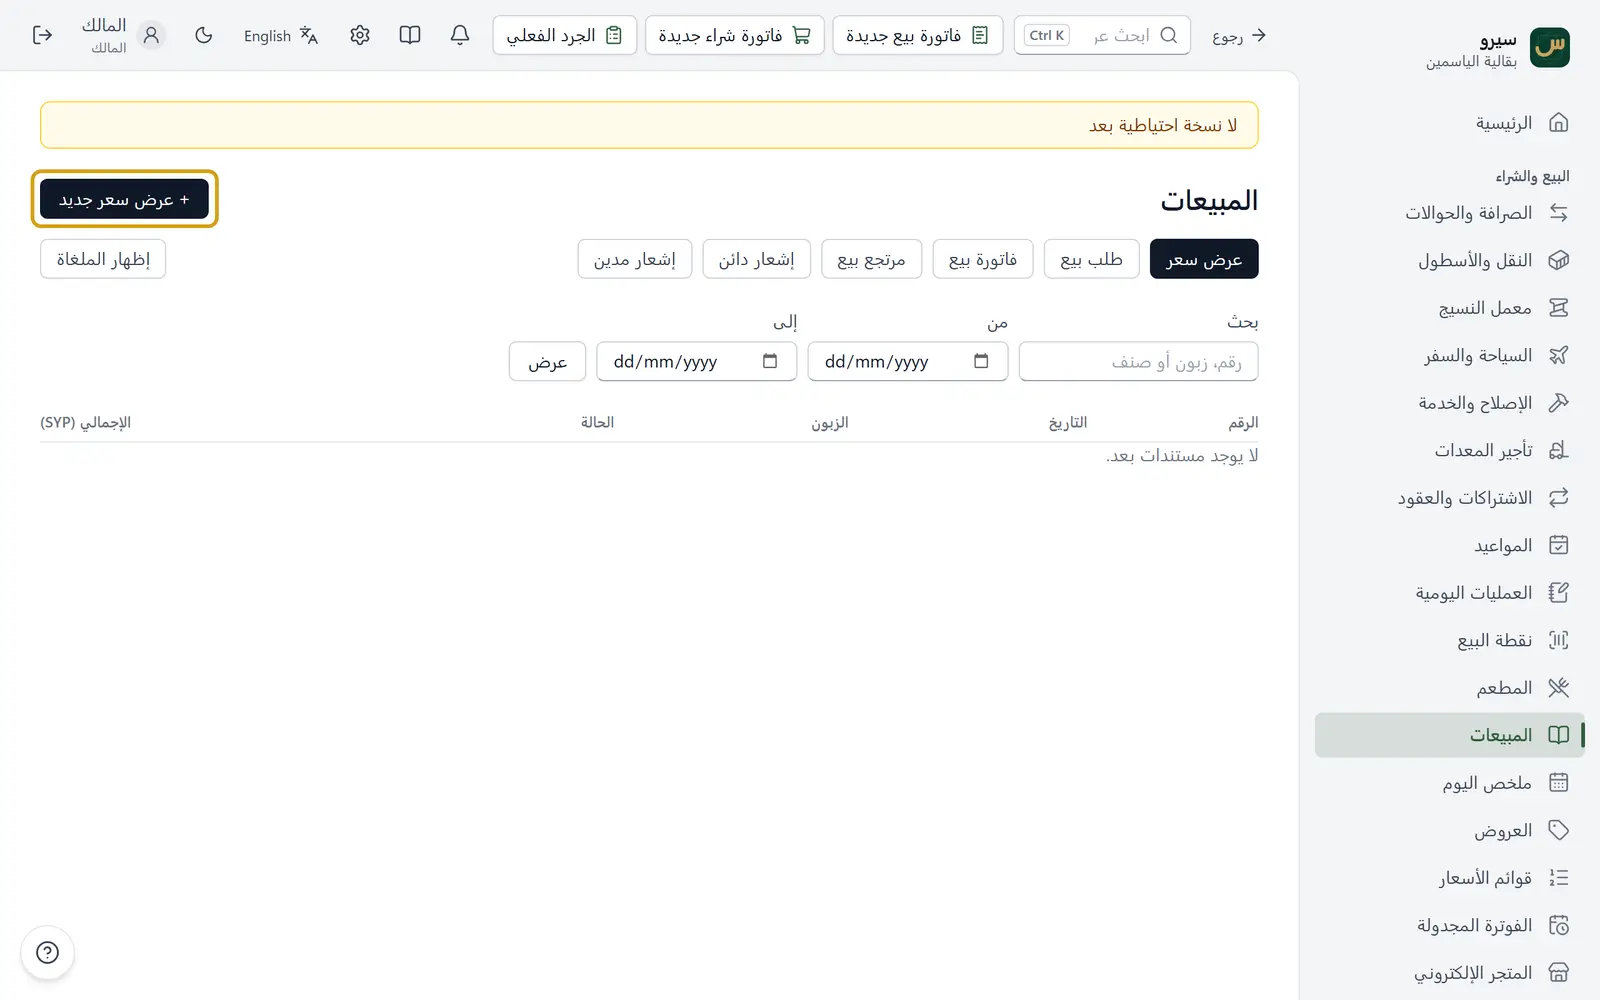 سيرو
بقالية الياسمين
رجوع
ابحث عر
Ctrl K
فاتورة بيع جديدة
فاتورة شراء جديدة
الجرد الفعلي
English
المالك
المالك
الرئيسية
البيع والشراء
الصرافة والحوالات
النقل والأسطول
معمل النسيج
السياحة والسفر
الإصلاح والخدمة
تأجير المعدات
الاشتراكات والعقود
المواعيد
العمليات اليومية
نقطة البيع
المطعم
المبيعات
ملخص اليوم
العروض
قوائم الأسعار
الفوترة المجدولة
المتجر الإلكتروني
لا نسخة احتياطية بعد
المبيعات
+ عرض سعر جديد
عرض سعر
طلب بيع
فاتورة بيع
مرتجع بيع
إشعار دائن
إشعار مدين
إظهار الملغاة
بحث
من
إلى
رقم، زبون أو صنف
dd/mm/yyyy
dd/mm/yyyy
عرض
الرقم
التاريخ
الزبون
الحالة
الإجمالي (SYP)
لا يوجد مستندات بعد.